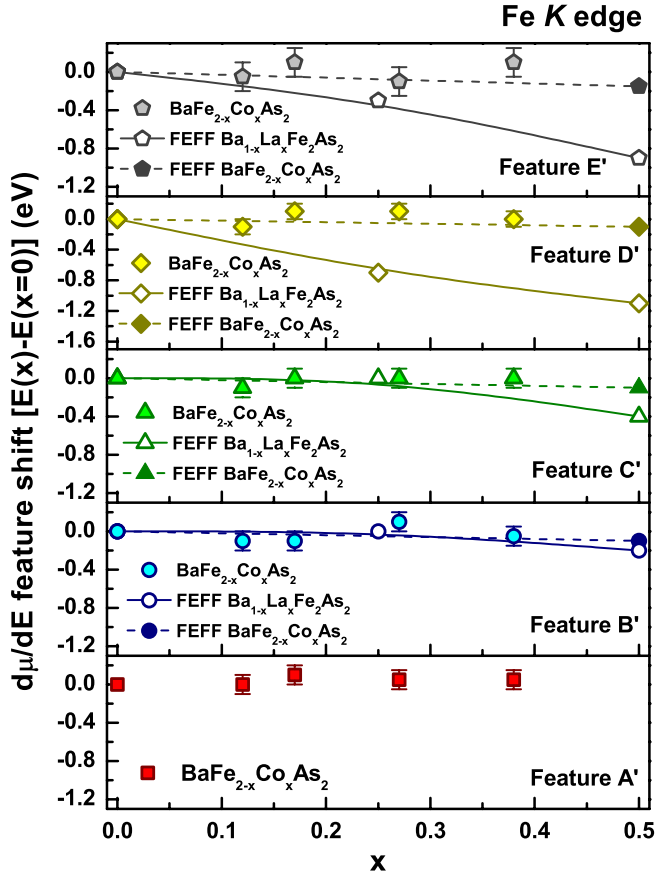 Fe K edge
dμ/dE feature shift [E(x)-E(x=0)] (eV)
0.0
-0.4
-0.8
-1.2
BaFe2-xCoxAs2
FEFF Ba1-xLaxFe2As2
FEFF BaFe2-xCoxAs2
Feature E'
0.0
-0.4
-0.8
-1.2
-1.6
BaFe2-xCoxAs2
FEFF Ba1-xLaxFe2As2
FEFF BaFe2-xCoxAs2
Feature D'
0.0
-0.4
-0.8
-1.2
BaFe2-xCoxAs2
FEFF Ba1-xLaxFe2As2
FEFF BaFe2-xCoxAs2
Feature C'
0.0
-0.4
-0.8
-1.2
BaFe2-xCoxAs2
FEFF Ba1-xLaxFe2As2
FEFF BaFe2-xCoxAs2
Feature B'
0.0
-0.4
-0.8
-1.2
BaFe2-xCoxAs2
Feature A'
0.0 0.1 0.2 0.3 0.4 0.5
x